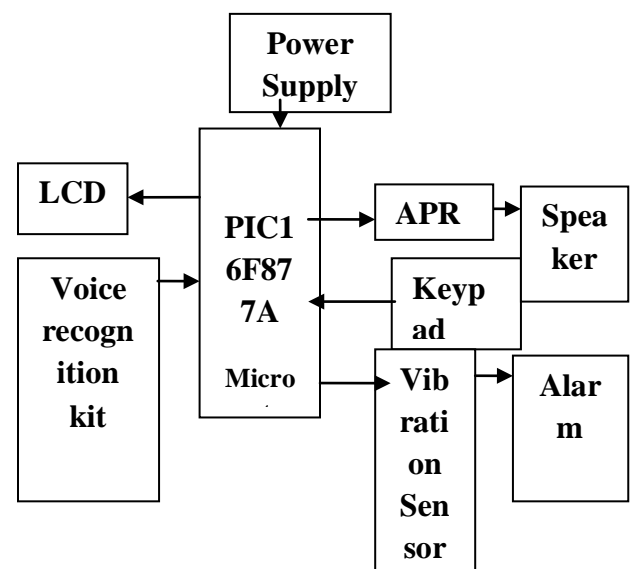 Power
Supply
LCD
PIC1
6F87
7A
Micro
APR
Spea
ker
Voice
recogn
ition
kit
Keyp
ad
Vib
rati
on
Sen
sor
Alar
m